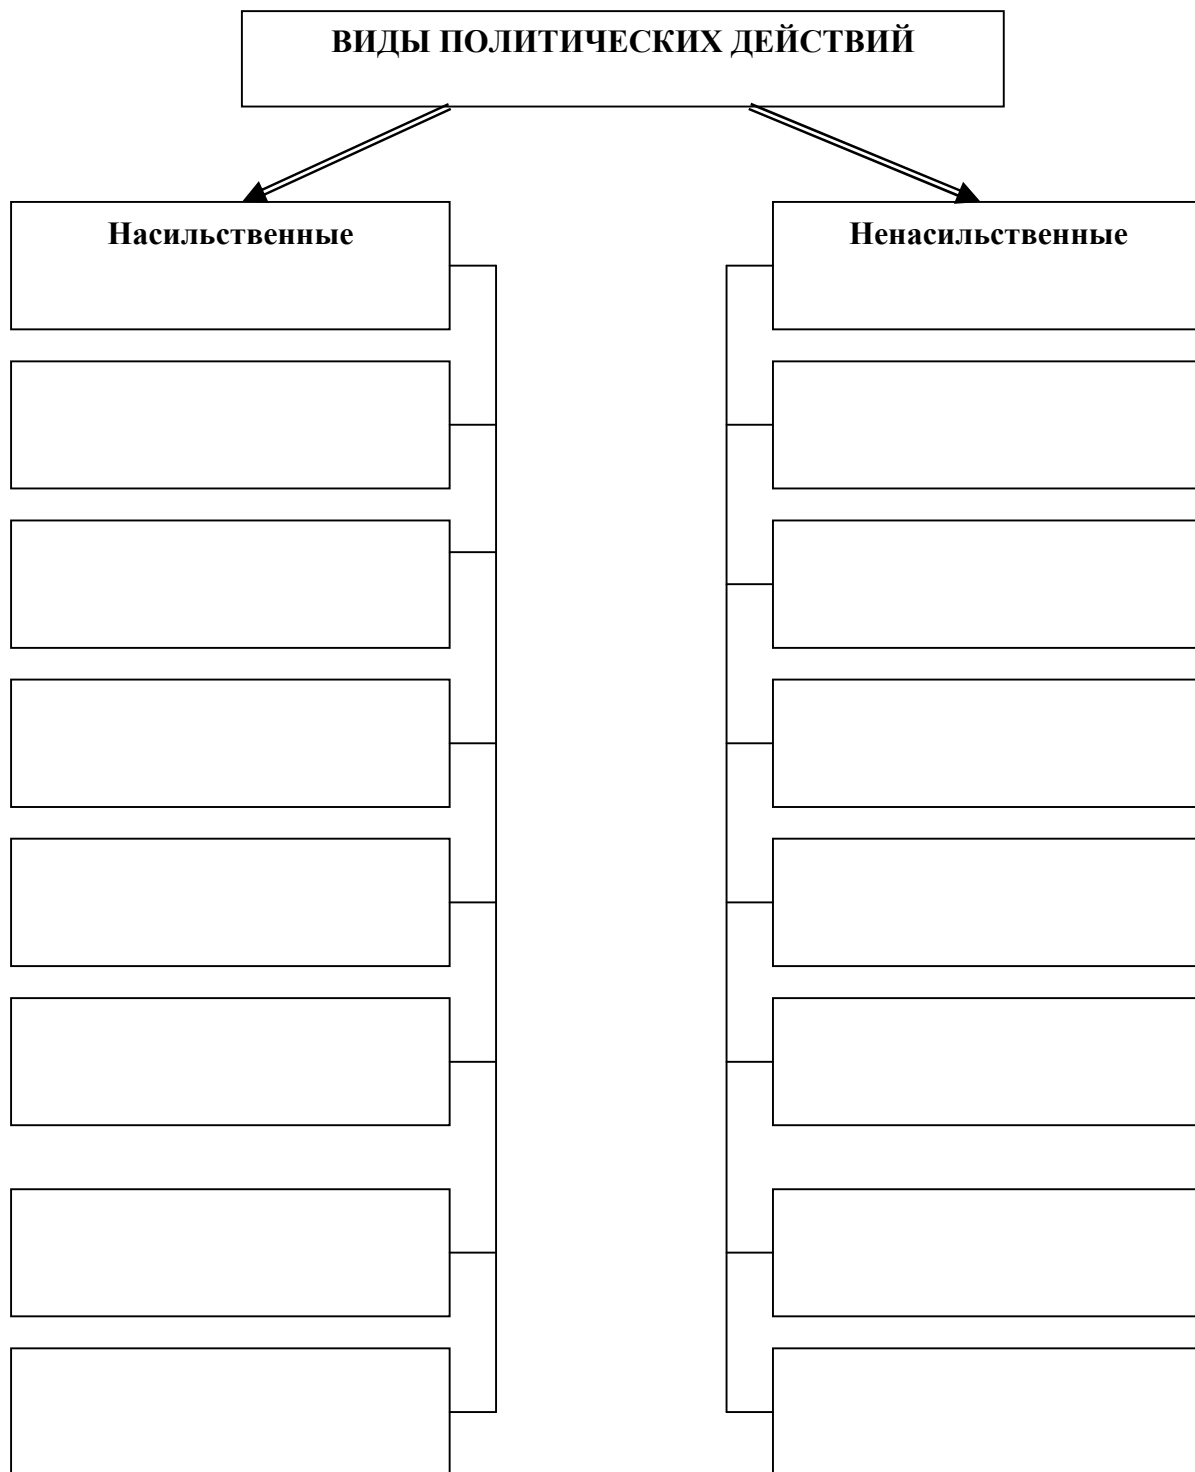 ВИДЫ ПОЛИТИЧЕСКИХ ДЕЙСТВИЙ
Насильственные
Ненасильственные